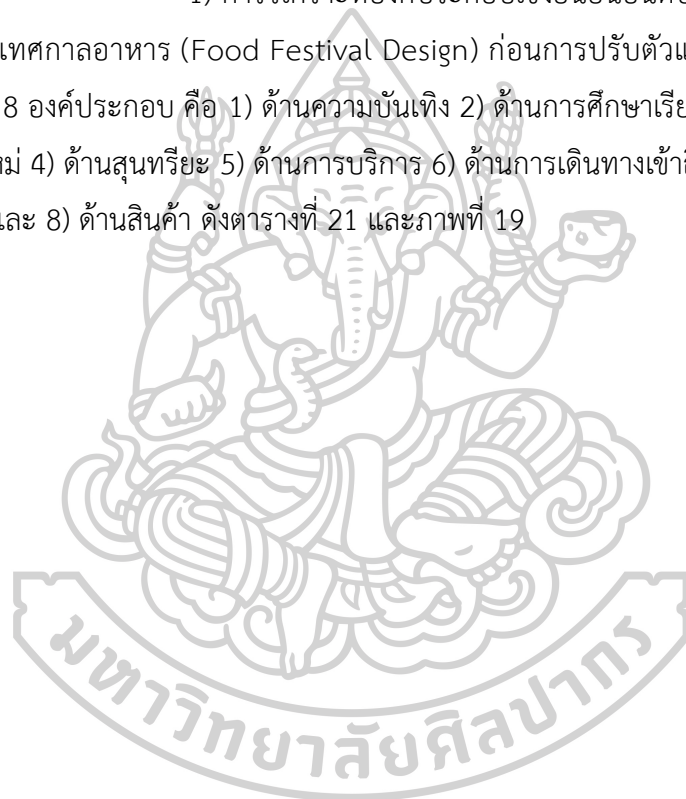 เทศกาลอาหาร (Food Festival Design) ก่อนการปรับตัวแ
8 องค์ประกอบ คือ 1) ด้านความบันเทิง 2) ด้านการศึกษาเรีย
ม่ 4) ด้านสุนทรียะ 5) ด้านการบริการ 6) ด้านการเดินทางเข้า
และ 8) ด้านสินค้า ดังตารางที่ 21 และภาพที่ 19
มหาวิทยาลัยศิลปากร